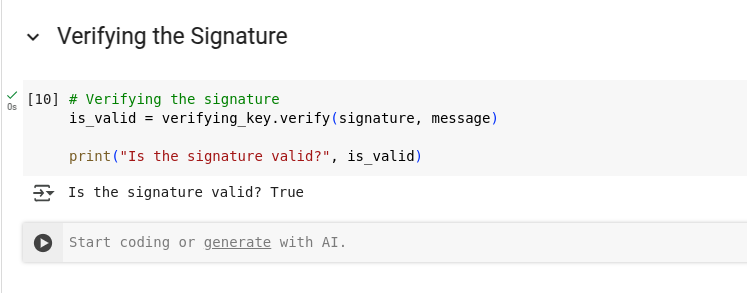 Verifying the Signature
[10] # Verifying the signature
is_valid = verifying_key.verify(signature, message)
0s
print("Is the signature valid?", is_valid)
Is the signature valid? True
Start coding or generate with AI.